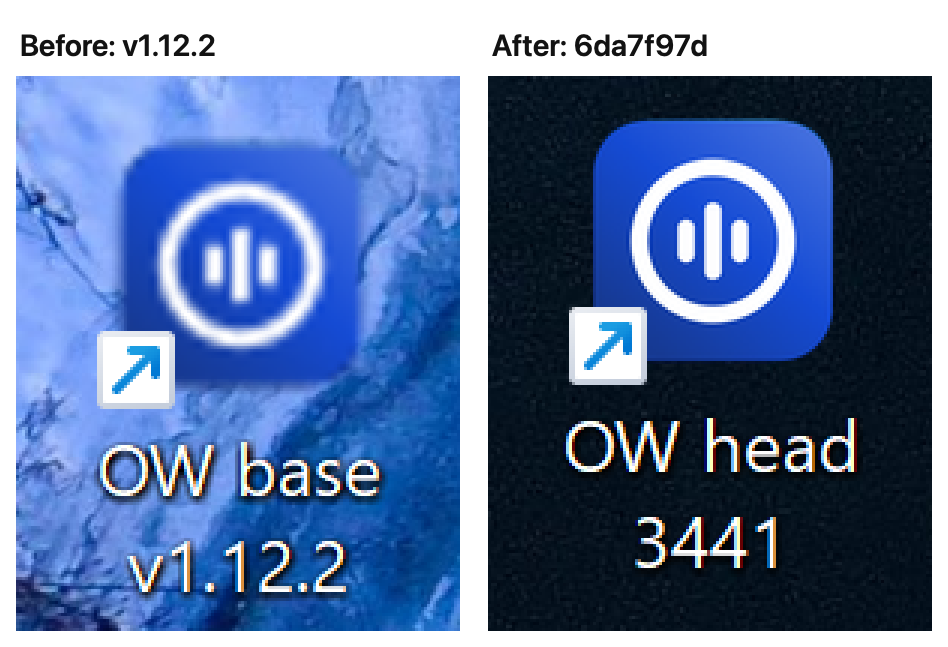 Before: v1.12.2
After: 6da7f97d
OW base
v1.12.2
OW head
3441